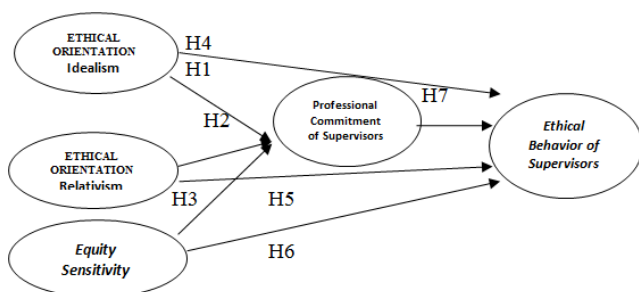 ETHICAL
ORIENTATION
Idealism
H4
H1
H7
Professional
Commitment
of Supervisors
H2
Ethical
Behavior of
Supervisors
ETHICAL
ORIENTATION
Relativism
H3
H5
Equity
Sensitivity
H6